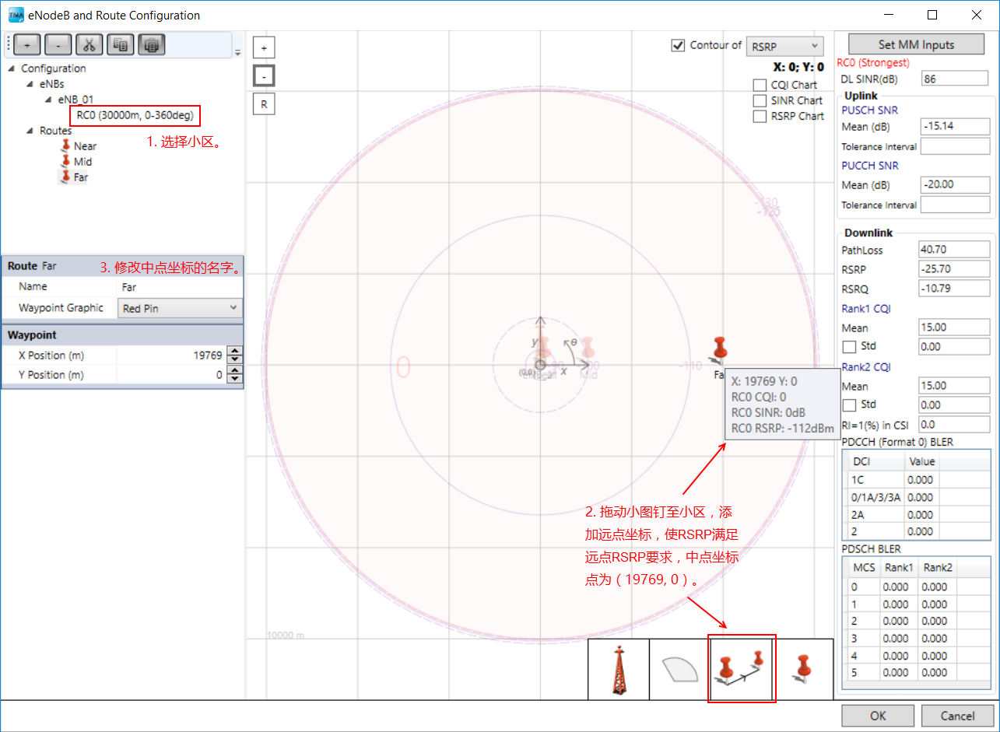 eNodeB and Route Configuration
+
-
Configuration
eNBs
eNB_01
RC0 (30000m, 0-360deg)
1. 选择小区。
Routes
Near
Mid
Far
Route Far
3. 修改中点坐标的名字。
Name
Far
Waypoint Graphic
Red Pin
Waypoint
X Position (m)
19769
Y Position (m)
0
+
-
R
Contour of
RSRP
X: 0; Y: 0
CQI Chart
SINR Chart
RSRP Chart
-130
-125
0
y
θ
x
(0,0)
Mid
-110
Fa
X: 19769 Y: 0
RC0 CQI: 0
RC0 SINR: 0dB
RC0 RSRP: -112dBm
2. 拖动小图钉至小区，添
加远点坐标，使RSRP满足
远点RSRP要求，中点坐标
点为（19769, 0）。
10000 m
Set MM Inputs
RC0 (Strongest)
DL SINR(dB)
86
Uplink
PUSCH SNR
Mean (dB)
-15.14
Tolerance Interval
PUCCH SNR
Mean (dB)
-20.00
Tolerance Interval
Downlink
PathLoss
40.70
RSRP
-25.70
RSRQ
-10.79
Rank1 CQI
Mean
15.00
Std
0.00
Rank2 CQI
Mean
15.00
Std
0.00
RI=1(%) in CSI
0.0
PDCCH (Format 0) BLER
DCI Value
1C 0.000
0/1A/3/3A 0.000
2A 0.000
2 0.000
PDSCH BLER
MCS Rank1 Rank2
0 0.000 0.000
1 0.000 0.000
2 0.000 0.000
3 0.000 0.000
4 0.000 0.000
5 0.000 0.000
OK
Cancel